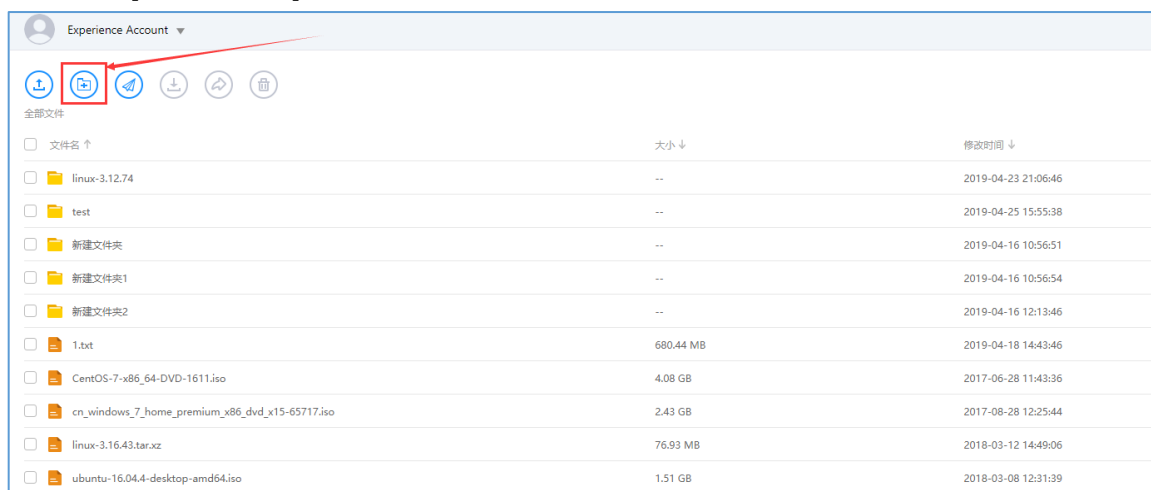 Experience Account
全部文件
文件名 大小 修改时间
linux-3.12.74 -- 2019-04-23 21:06:46
test -- 2019-04-25 15:55:38
新建文件夹 -- 2019-04-16 10:56:51
新建文件夹1 -- 2019-04-16 10:56:54
新建文件夹2 -- 2019-04-16 12:13:46
1.txt 680.44 MB 2019-04-18 14:43:46
CentOS-7-x86_64-DVD-1611.iso 4.08 GB 2017-06-28 11:43:36
cn_windows_7_home_premium_x86_dvd_x15-65717.iso 2.43 GB 2017-08-28 12:25:44
linux-3.16.43.tar.xz 76.93 MB 2018-03-12 14:49:06
ubuntu-16.04.4-desktop-amd64.iso 1.51 GB 2018-03-08 12:31:39